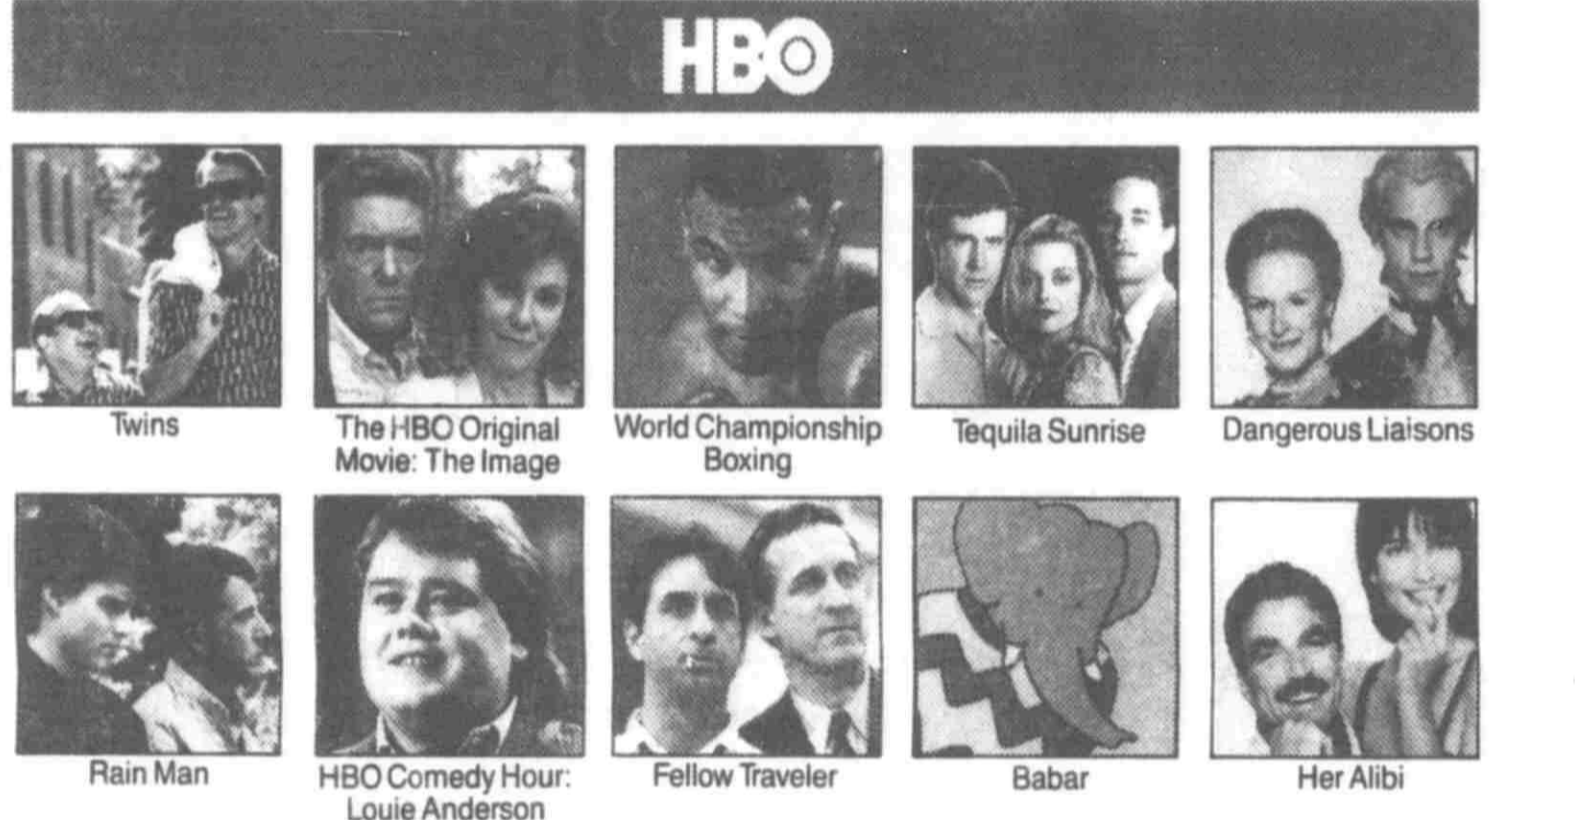 HBO
Twins
The HBO Original
Movie: The Image
World Championship
Boxing
Tequila Sunrise
Dangerous Liaisons
Rain Man
HBO Comedy Hour:
Louie Anderson
Fellow Traveler
Babar
Her Alibi